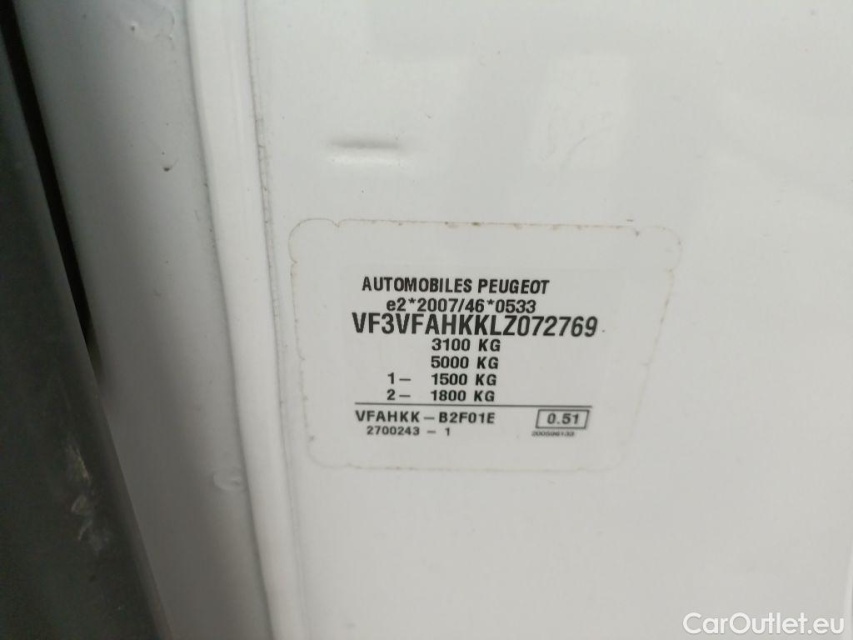 AUTOMOBILES PEUGEOT
e2*2007/46*0533
VF3VFAHKKLZ072769
3100 KG
5000 KG
1- 1500 KG
2- 1800 KG
VFAHKK-B2F01E 0.51
2700243 - 1
CarOutlet.eu